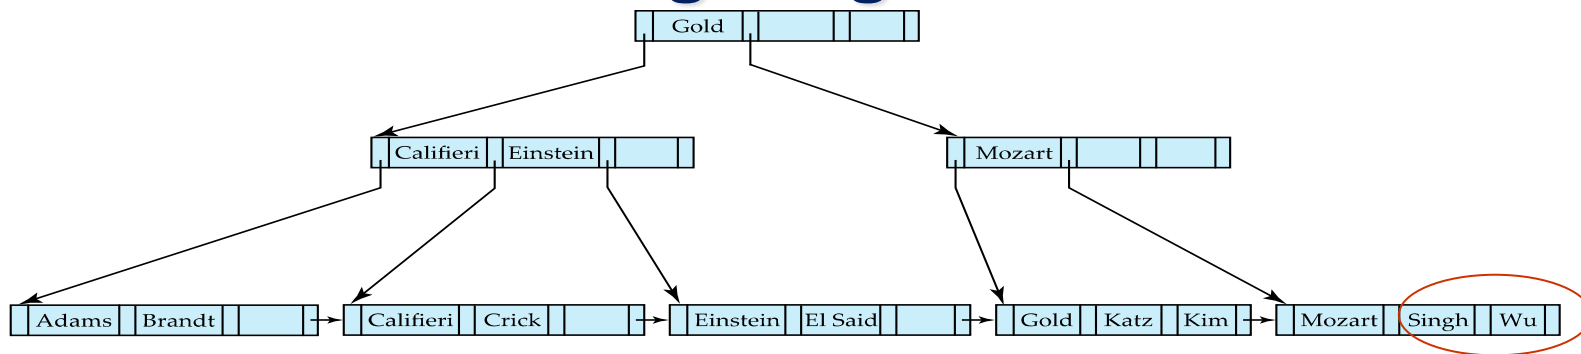 Gold
Califieri Einstein
Mozart
Adams Brandt
Califieri Crick
Einstein El Said
Gold Katz Kim
Mozart Singh Wu